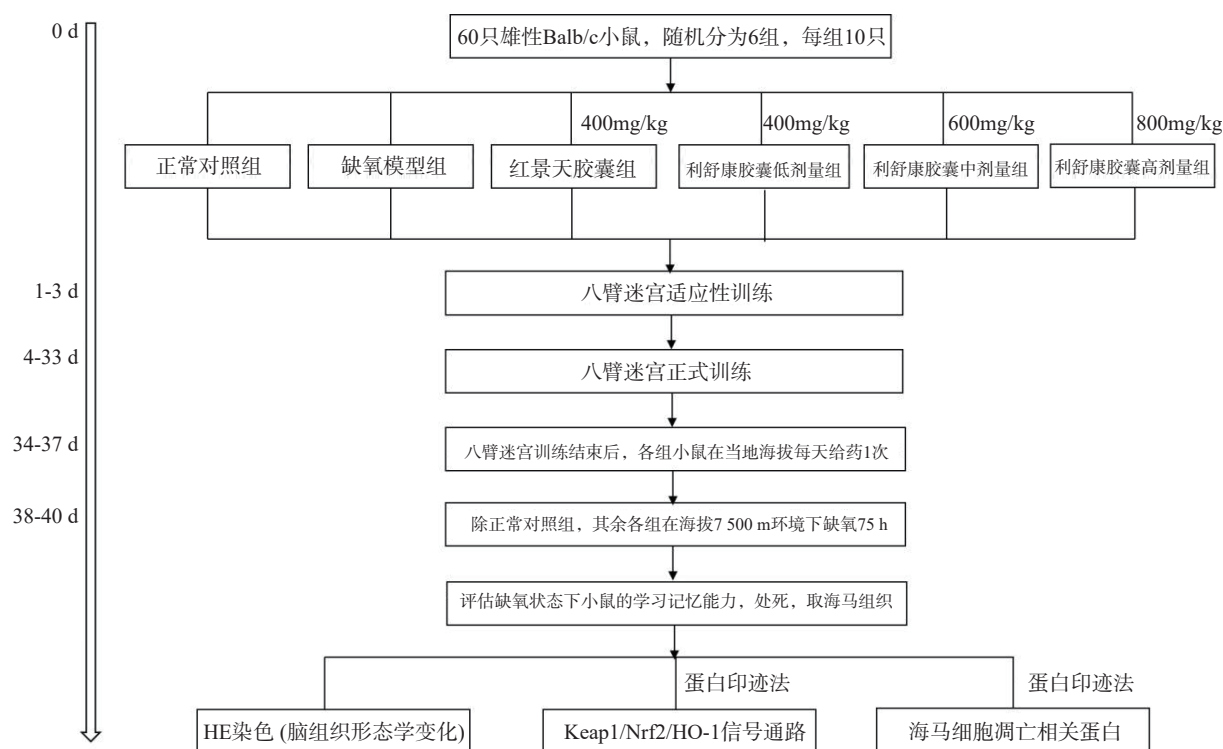 0 d
60只雄性Balb/c小鼠，随机分为6组，每组10只
400mg/kg
400mg/kg
600mg/kg
800mg/kg
正常对照组
缺氧模型组
红景天胶囊组
利舒康胶囊低剂量组
利舒康胶囊中剂量组
利舒康胶囊高剂量组
1-3 d
八臂迷宫适应性训练
4-33 d
八臂迷宫正式训练
34-37 d
八臂迷宫训练结束后，各组小鼠在当地海拔每天给药1次
38-40 d
除正常对照组，其余各组在海拔7 500 m环境下缺氧75 h
评估缺氧状态下小鼠的学习记忆能力，处死，取海马组织
蛋白印迹法
蛋白印迹法
HE染色 (脑组织形态学变化)
Keap1/Nrf2/HO-1信号通路
海马细胞凋亡相关蛋白